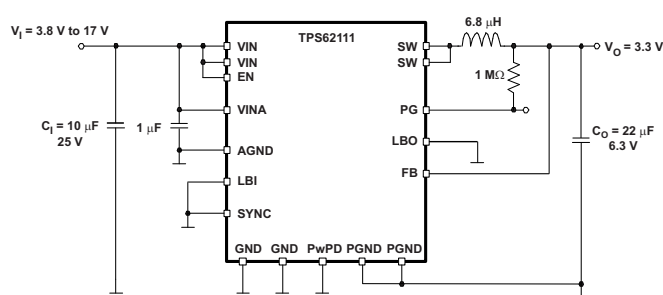 V_I = 3.8 V to 17 V
TPS62111
6.8 μH
V_O = 3.3 V
VIN
SW
VIN
SW
EN
1 MΩ
VINA
PG
C_I = 10 μF
25 V
1 μF
AGND
LBO
C_O = 22 μF
6.3 V
LBI
FB
SYNC
GND
GND
PwPD
PGND
PGND